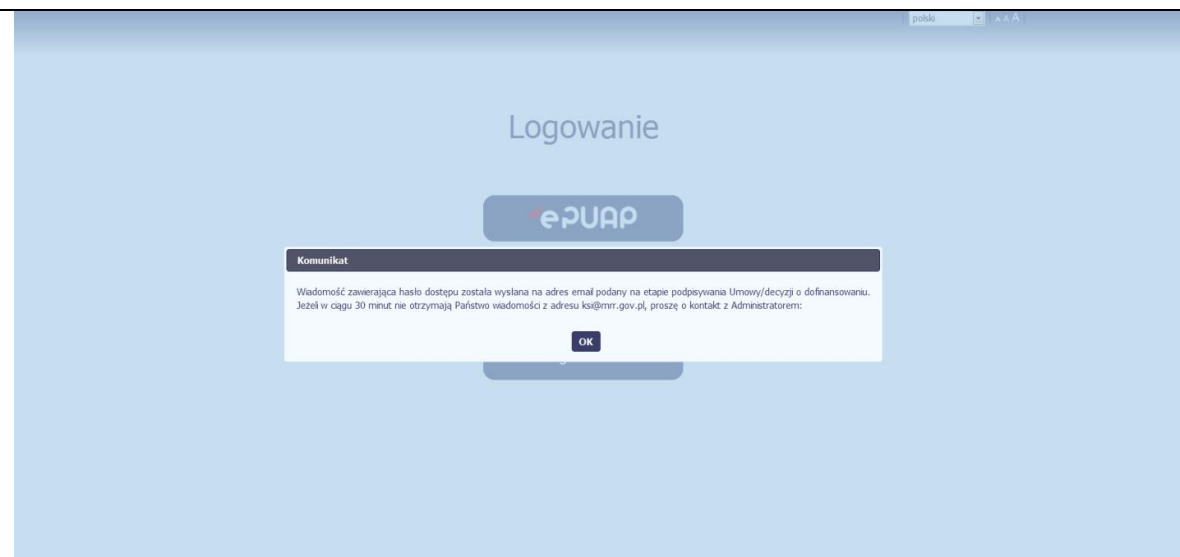 polski A A A
Logowanie
ePUAP
Komunikat
Wiadomość zawierająca hasło dostępu została wysłana na adres email podany na etapie podpisywania Umowy/decyzji o dofinansowaniu.
Jeżeli w ciągu 30 minut nie otrzymają Państwo wiadomości z adresu ksi@mrr.gov.pl, proszę o kontakt z Administratorem:
OK